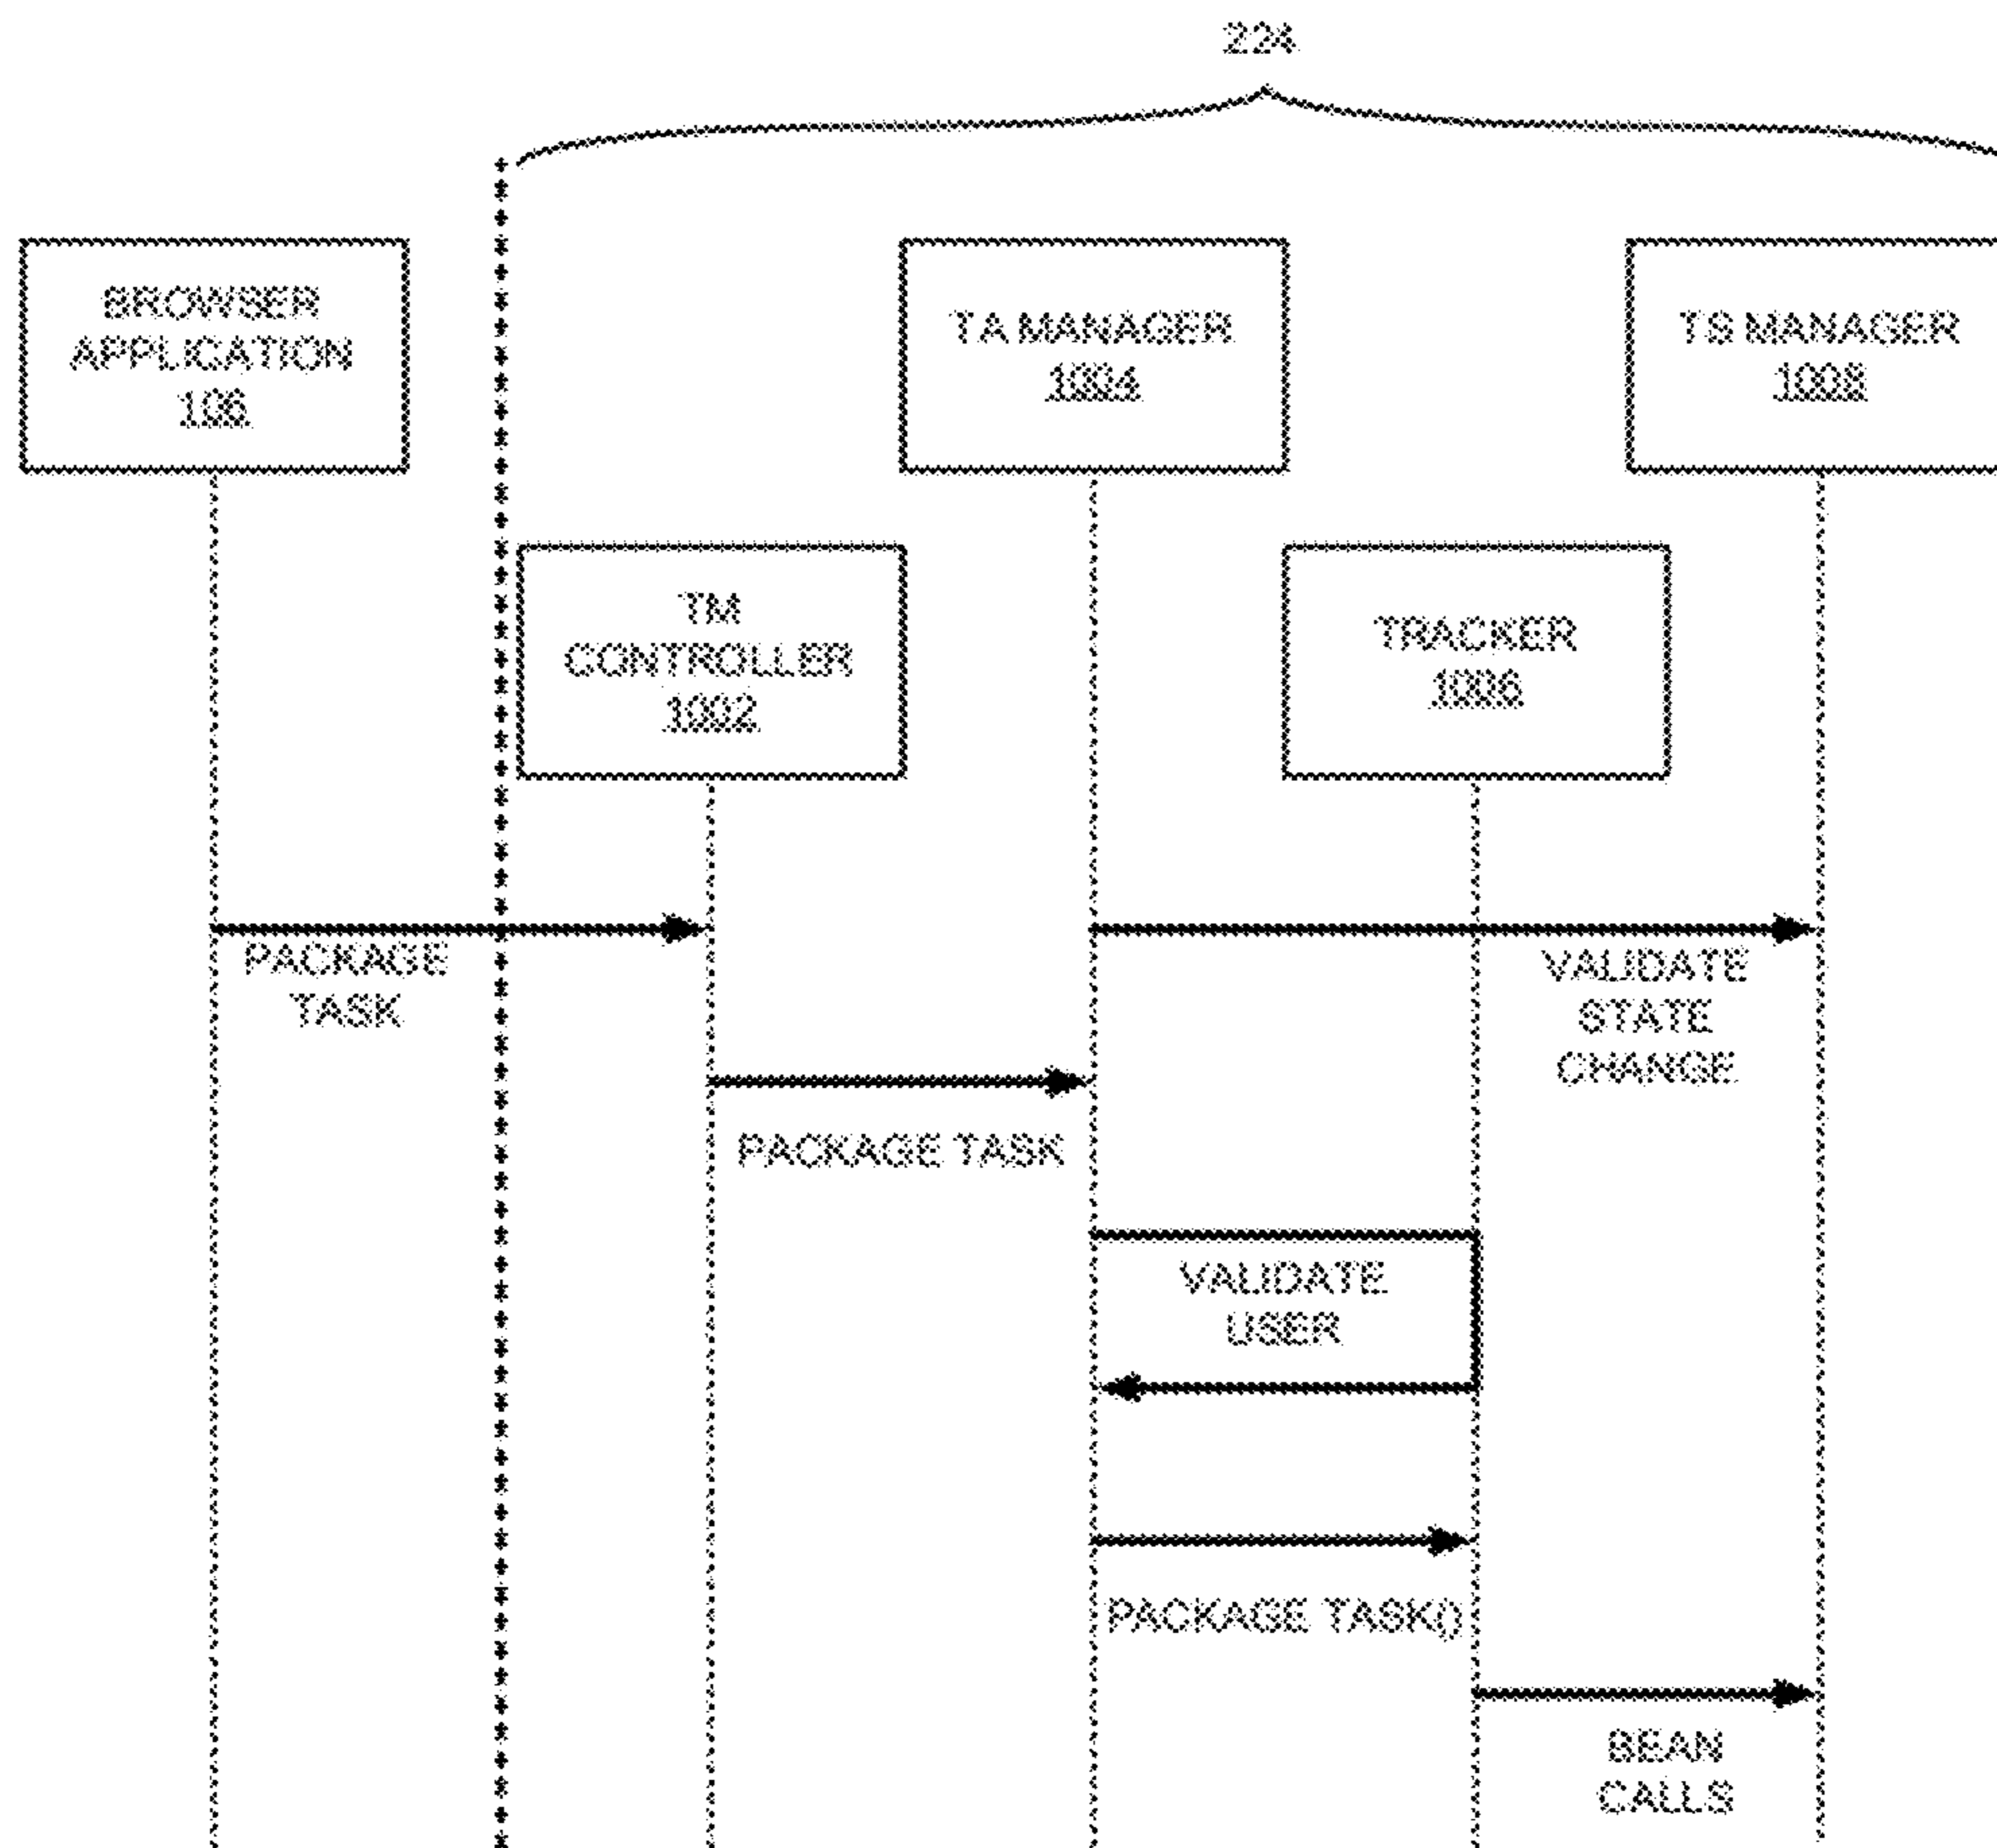 224
BROWSER
APPLICATION
106
TA MANAGER
1004
TS MANAGER
1008
TM
CONTROLLER
1002
TRACKER
1006
PACKAGE
TASK
VALIDATE
STATE
CHANGE
PACKAGE TASK
VALIDATE
USER
PACKAGE TASK()
BEAN
CALLS